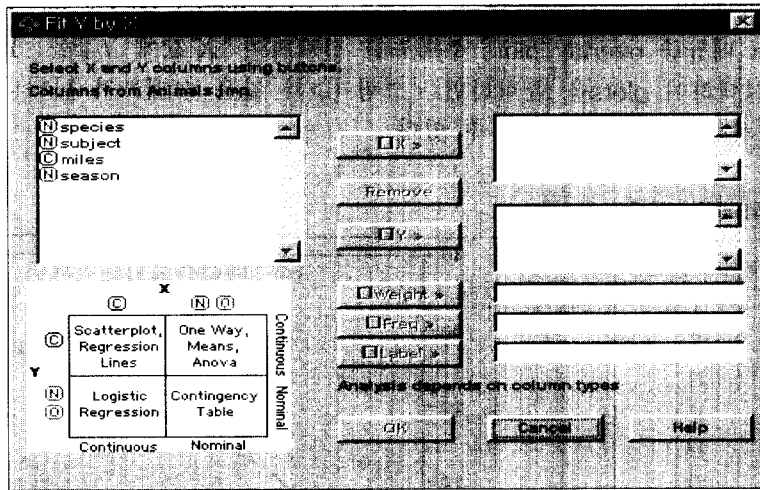 Fit Y by X
Select X and Y columns using buttons.
Columns from Animals.jmp
N species
N subject
C miles
N season
X »
Remove
Y »
Weight »
Freq »
Label »
X
C N O
Y
C
Scatterplot, Regression Lines
One Way, Means, Anova
Continuous
N O
Logistic Regression
Contingency Table
Nominal
Continuous Nominal
Analysis depends on column types
OK Cancel Help